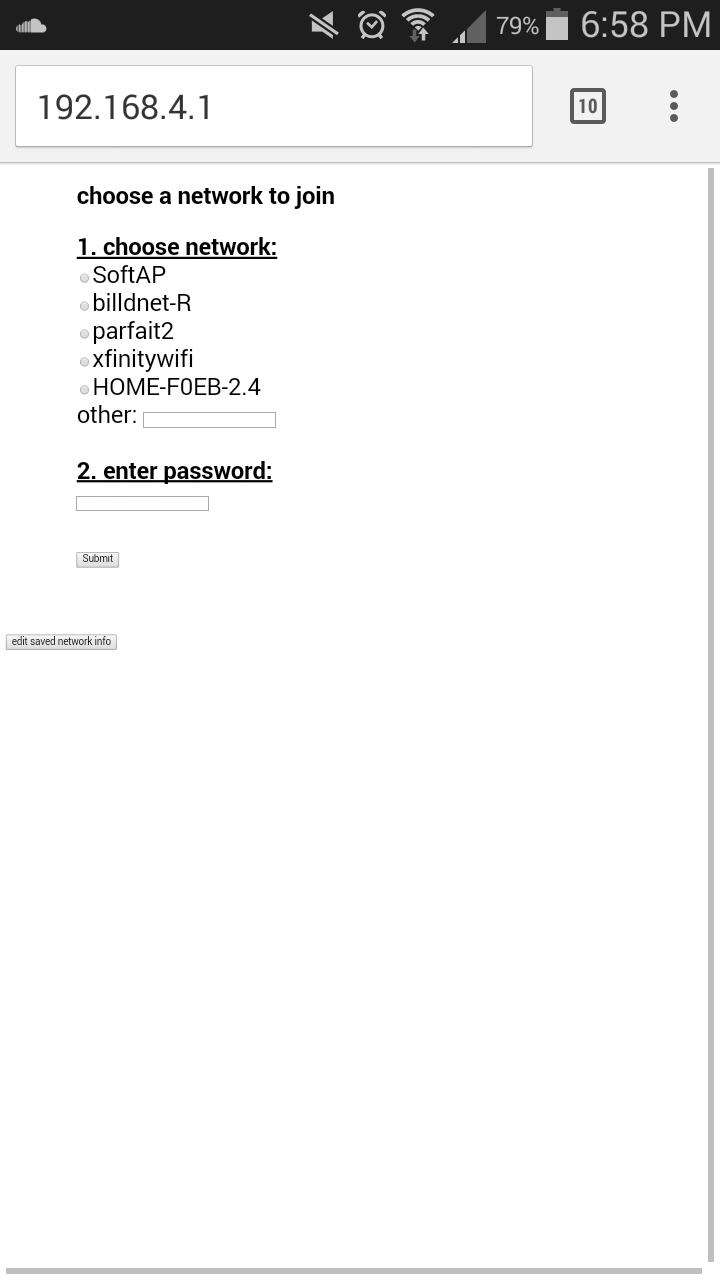 79% 6:58 PM
192.168.4.1
10
choose a network to join
1. choose network:
SoftAP
billdnet-R
parfait2
xfinitywifi
HOME-F0EB-2.4
other:
2. enter password:
Submit
edit saved network info